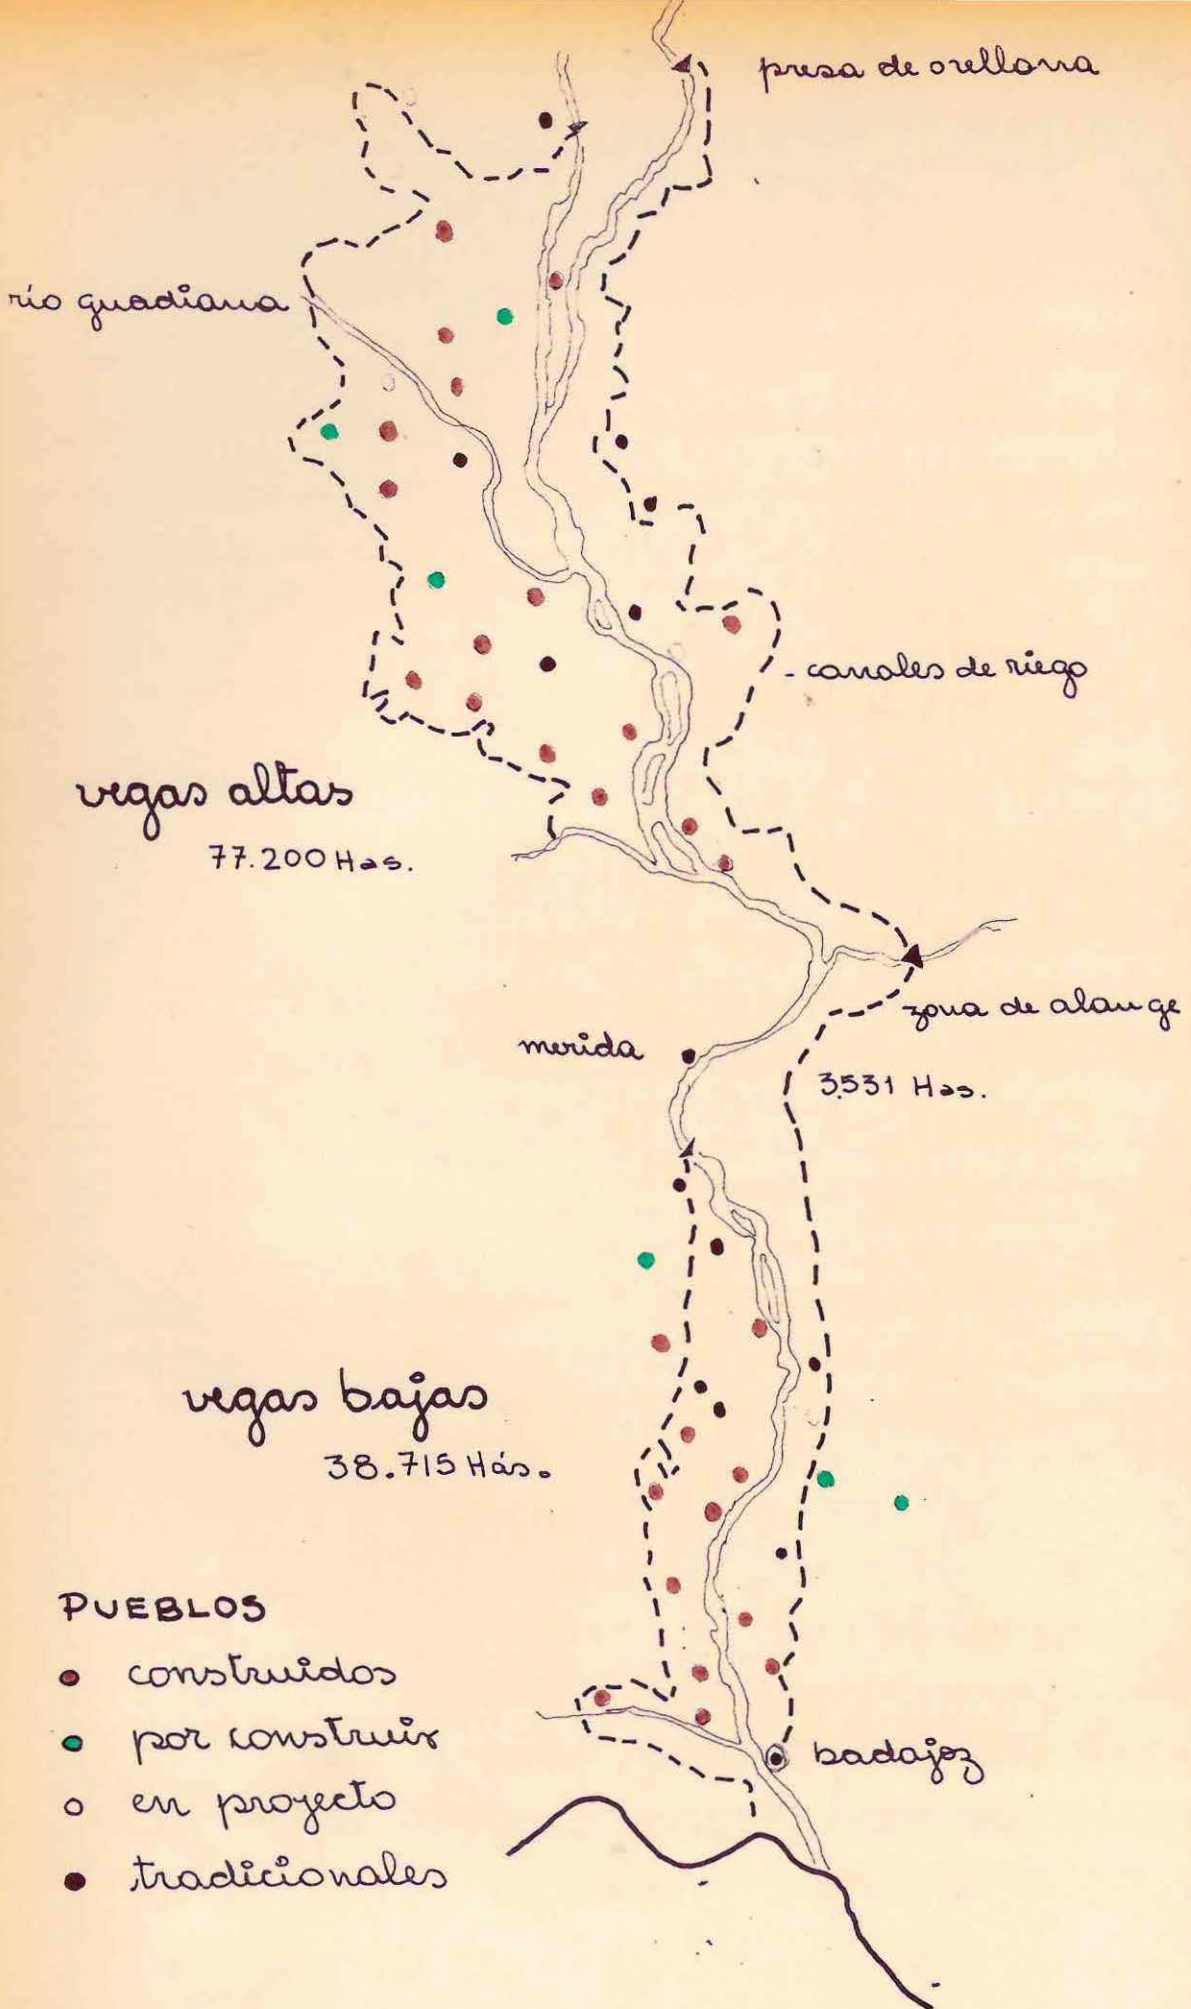 presa de orellana
río guadiana
canales de riego
vegas altas
77.200 Has.
zona de alange
merida
3.531 Has.
vegas bajas
38.715 Hás.
PUEBLOS
construidos
por construir
badajoz
en proyecto
tradicionales